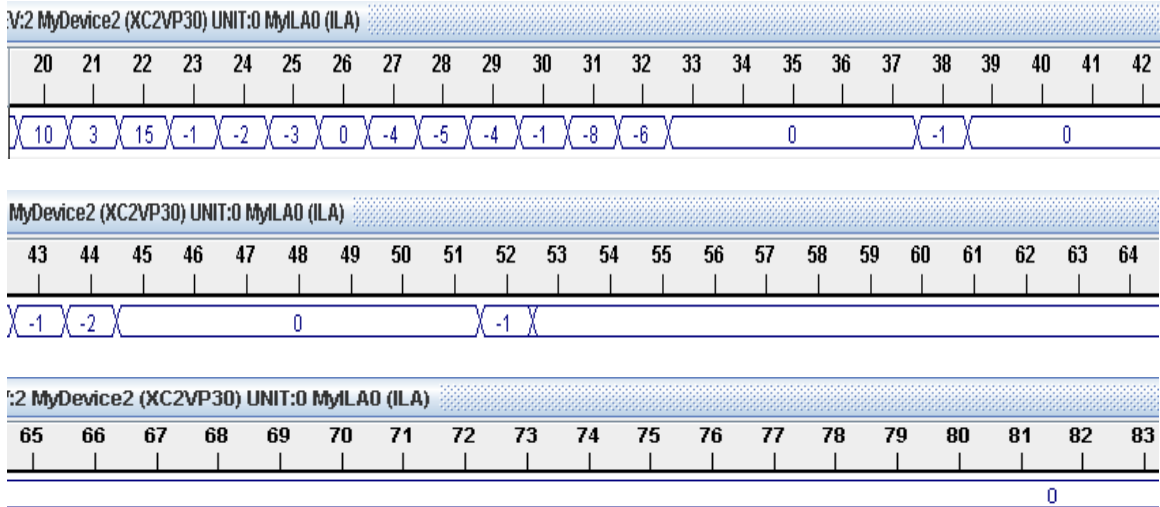 V:2 MyDevice2 (XC2VP30) UNIT:0 MyILA0 (ILA)
20 21 22 23 24 25 26 27 28 29 30 31 32 33 34 35 36 37 38 39 40 41 42
10 3 15 -1 -2 -3 0 -4 -5 -4 -1 -8 -6 0 -1 0
MyDevice2 (XC2VP30) UNIT:0 MyILA0 (ILA)
43 44 45 46 47 48 49 50 51 52 53 54 55 56 57 58 59 60 61 62 63 64
-1 -2 0 -1
:2 MyDevice2 (XC2VP30) UNIT:0 MyILA0 (ILA)
65 66 67 68 69 70 71 72 73 74 75 76 77 78 79 80 81 82 83
0